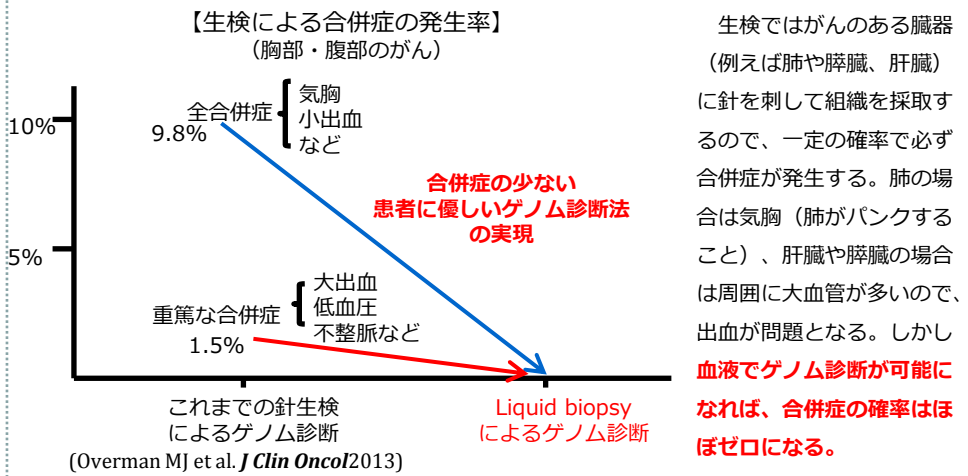 【生検による合併症の発生率】
（胸部・腹部のがん）
10%
5%
全合併症
9.8%
気胸
小出血
など
合併症の少ない
患者に優しいゲノム診断法
の実現
重篤な合併症
1.5%
大出血
低血圧
不整脈など
これまでの針生検
によるゲノム診断
(Overman MJ et al. J Clin Oncol2013)
Liquid biopsy
によるゲノム診断
生検ではがんのある臓器
（例えば肺や膵臓、肝臓）
に針を刺して組織を採取す
るので、一定の確率で必ず
合併症が発生する。肺の場
合は気胸（肺がパンクする
こと）、肝臓や膵臓の場合
は周囲に大血管が多いので、
出血が問題となる。しかし
血液でゲノム診断が可能に
なれば、合併症の確率はほ
ぼゼロになる。